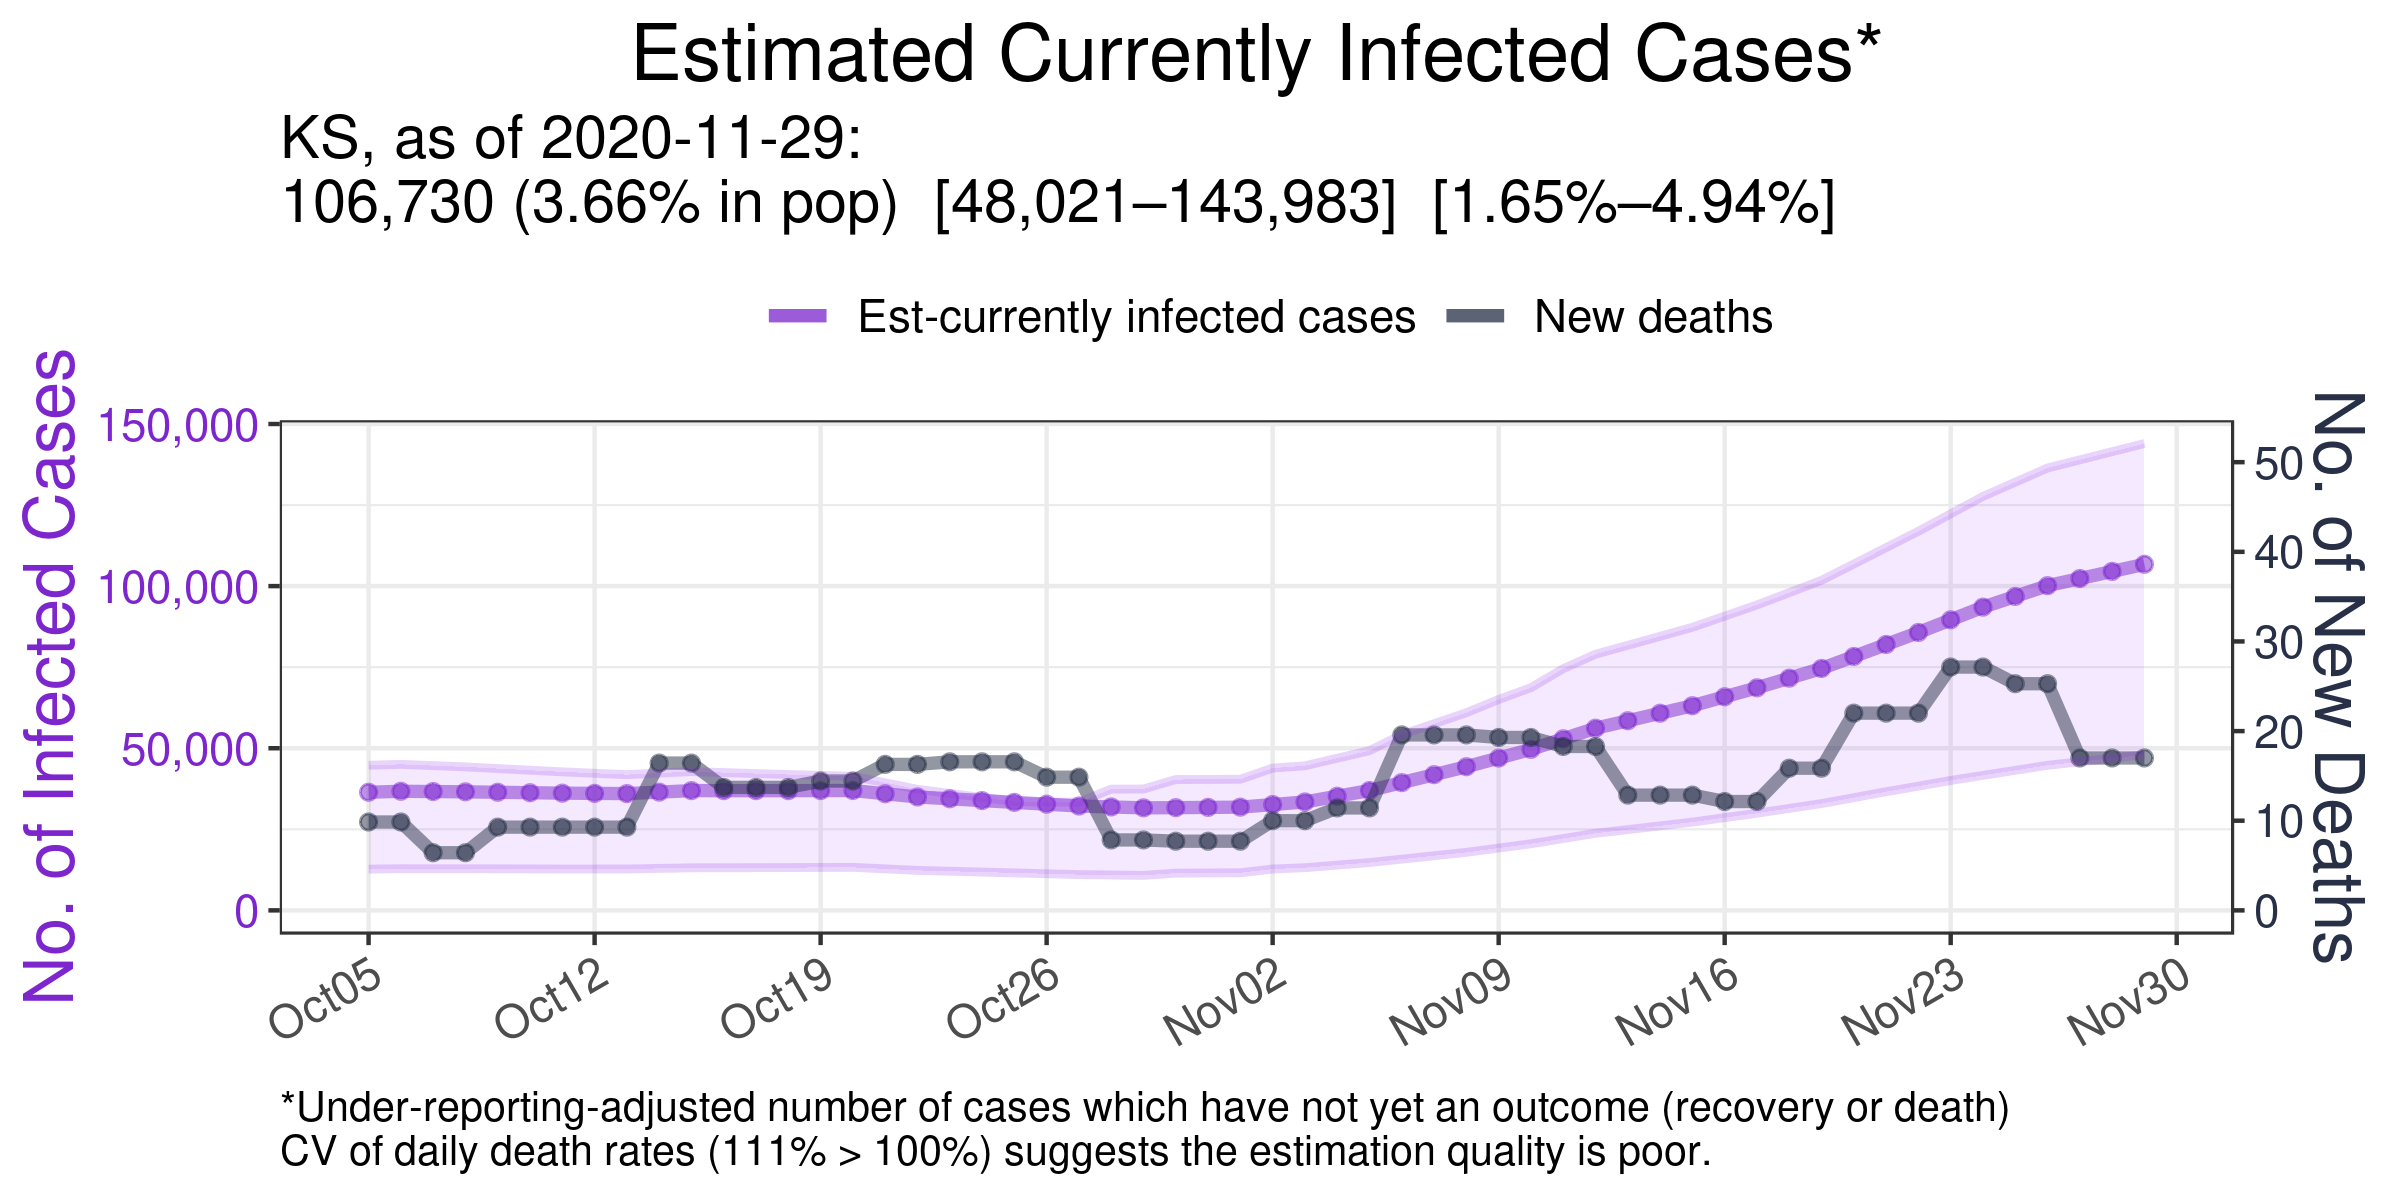 Estimated Currently Infected Cases*
KS, as of 2020-11-29:
106,730 (3.66% in pop)  [48,021–143,983]  [1.65%–4.94%]
Est-currently infected cases
New deaths
No. of Infected Cases
150,000
100,000
50,000
0
No. of New Deaths
50
40
30
20
10
0
Oct05
Oct12
Oct19
Oct26
Nov02
Nov09
Nov16
Nov23
Nov30
*Under-reporting-adjusted number of cases which have not yet an outcome (recovery or death)
CV of daily death rates (111% > 100%) suggests the estimation quality is poor.